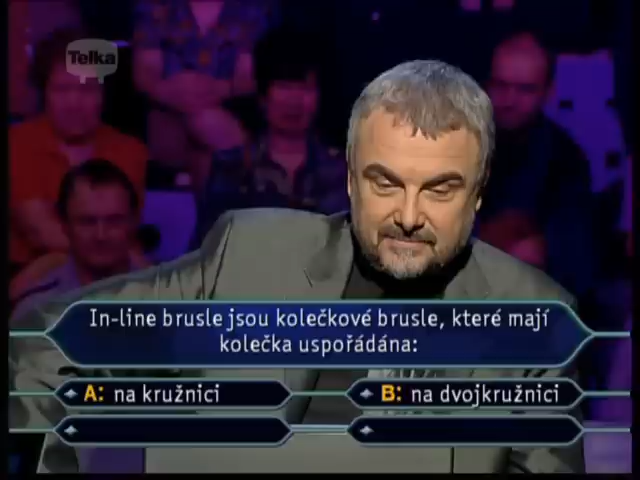 Telka
In-line brusle jsou kolečkové brusle, které mají
kolečka uspořádána:
A: na kružnici
B: na dvojkružnici